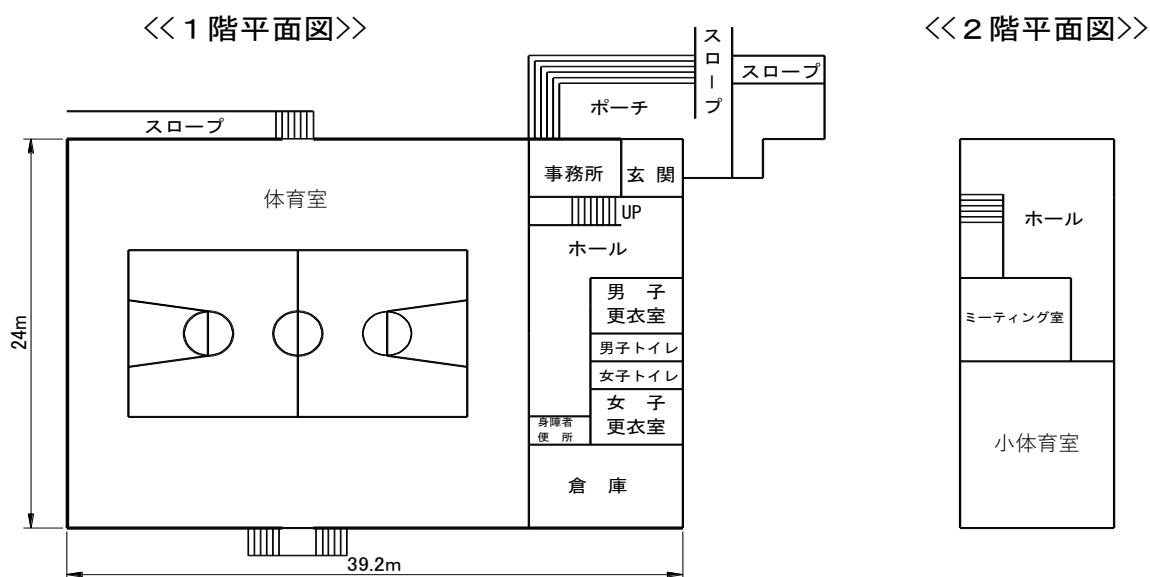 <<１階平面図>>
<<２階平面図>>
スロープ
スロープ
ポーチ
スロープ
事務所
玄 関
体育室
UP
ホール
男　子
更衣室
男子トイレ
女子トイレ
女　子
更衣室
身障者
便　所
倉　庫
24m
39.2m
ホール
ミーティング室
小体育室